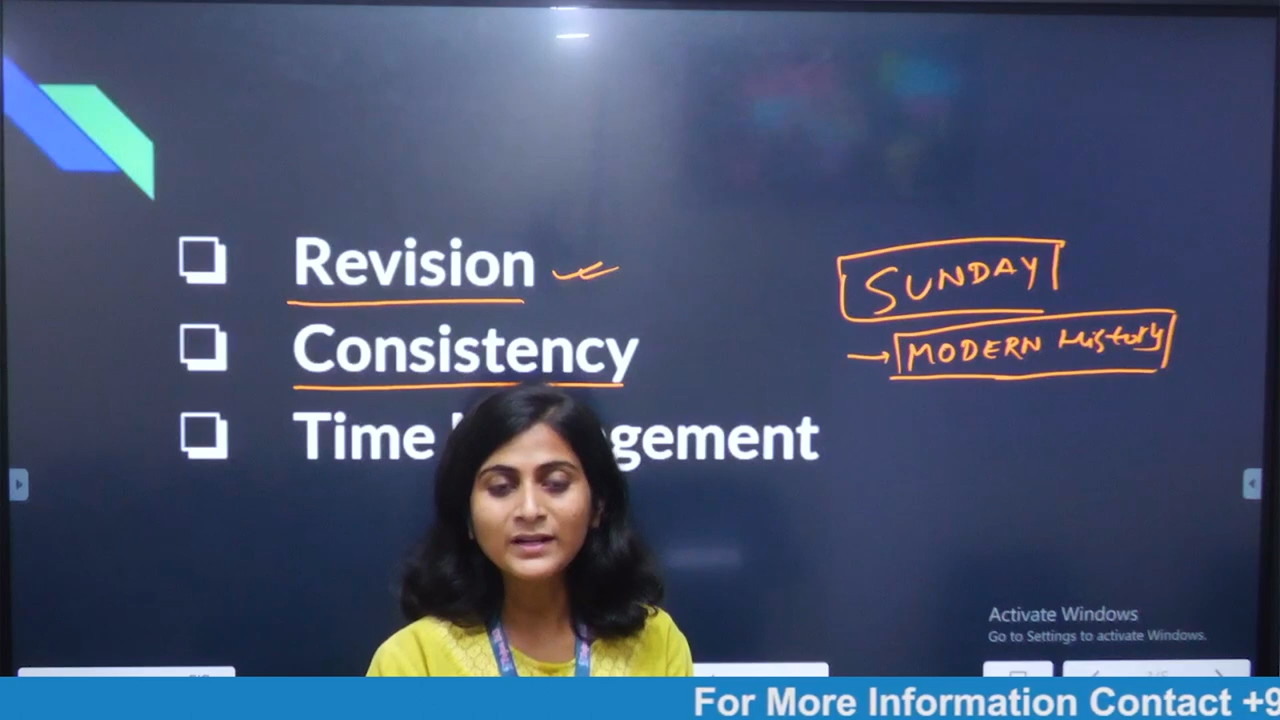 Revision
SUNDAY
Consistency
MODERN History
Time
gement
Activate Windows
Go to Settings to activate Windows.
For More Information Contact +9